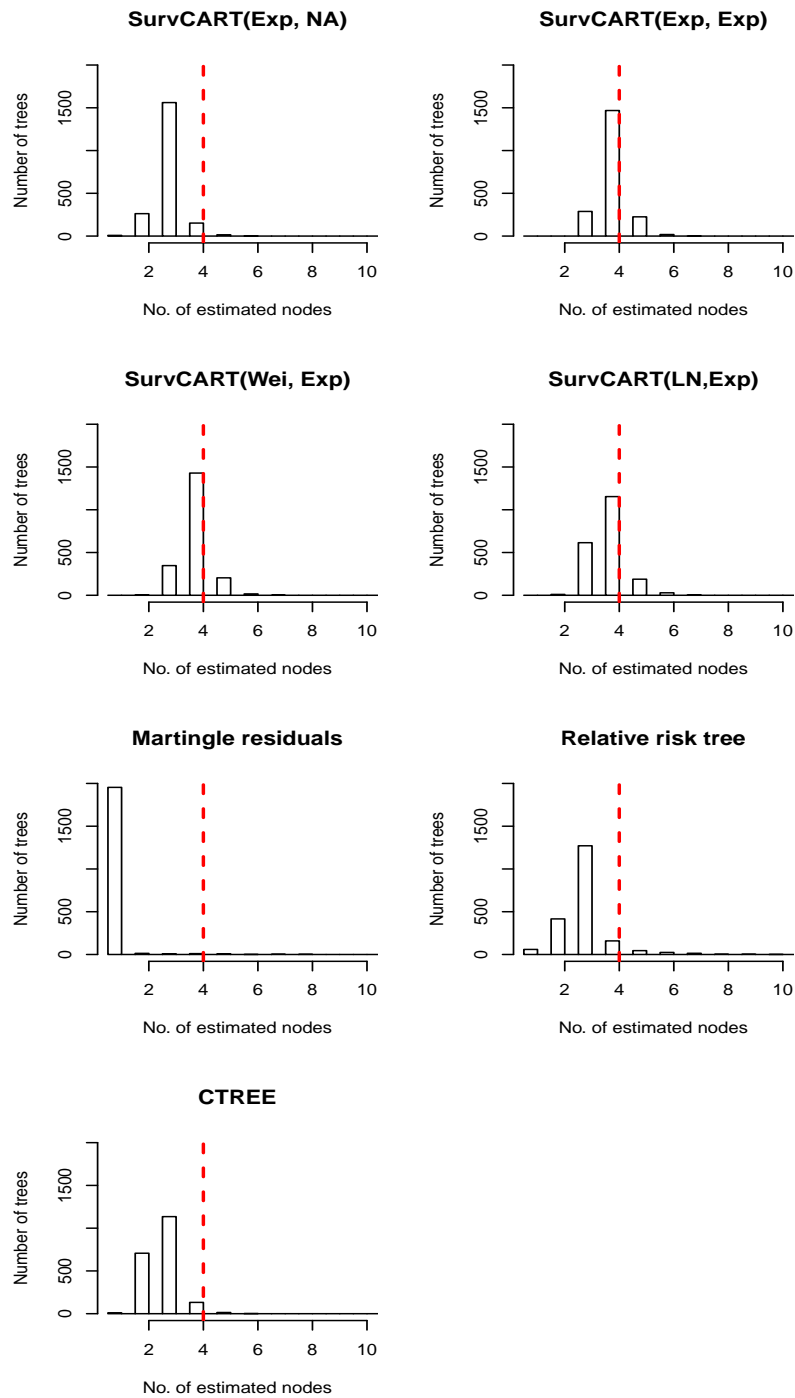 SurvCART(Exp, NA)
Number of trees
0 500 1500
2 4 6 8 10
No. of estimated nodes
SurvCART(Exp, Exp)
Number of trees
0 500 1500
2 4 6 8 10
No. of estimated nodes
SurvCART(Wei, Exp)
Number of trees
0 500 1500
2 4 6 8 10
No. of estimated nodes
SurvCART(LN,Exp)
Number of trees
0 500 1500
2 4 6 8 10
No. of estimated nodes
Martingle residuals
Number of trees
0 500 1500
2 4 6 8 10
No. of estimated nodes
Relative risk tree
Number of trees
0 500 1500
2 4 6 8 10
No. of estimated nodes
CTREE
Number of trees
0 500 1500
2 4 6 8 10
No. of estimated nodes